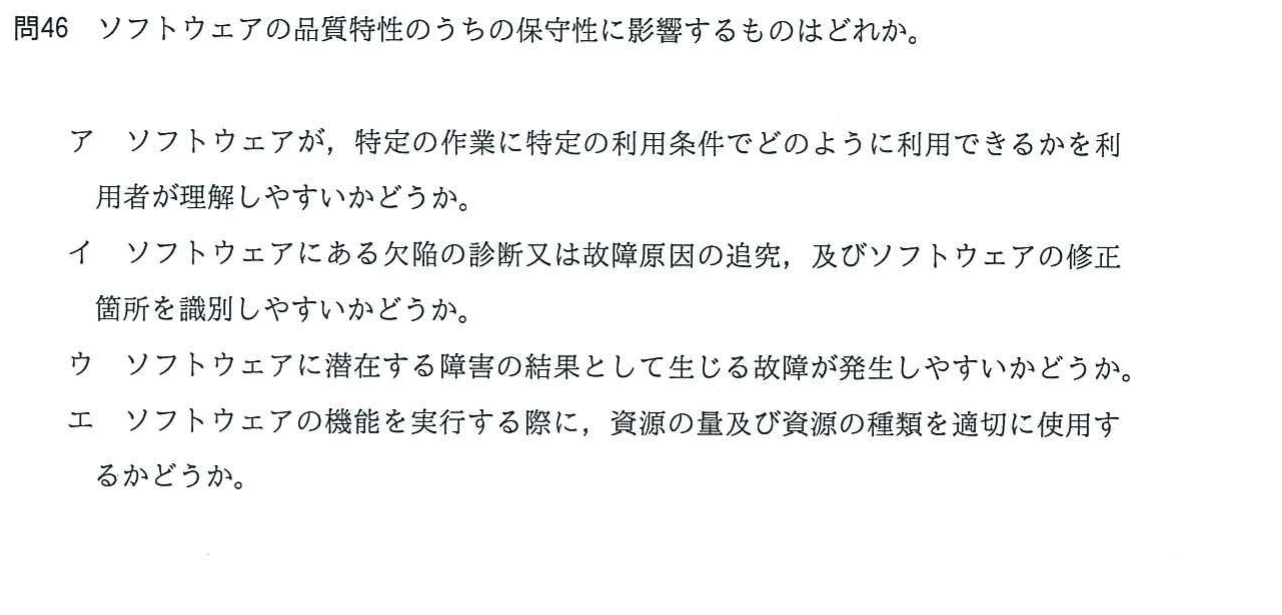 問46 ソフトウェアの品質特性のうちの保守性に影響するものはどれか。
ア ソフトウェアが，特定の作業に特定の利用条件でどのように利用できるかを利
用者が理解しやすいかどうか。
イ ソフトウェアにある欠陥の診断又は故障原因の追究，及びソフトウェアの修正
箇所を識別しやすいかどうか。
ウ ソフトウェアに潜在する障害の結果として生じる故障が発生しやすいかどうか。
エ ソフトウェアの機能を実行する際に，資源の量及び資源の種類を適切に使用す
るかどうか。